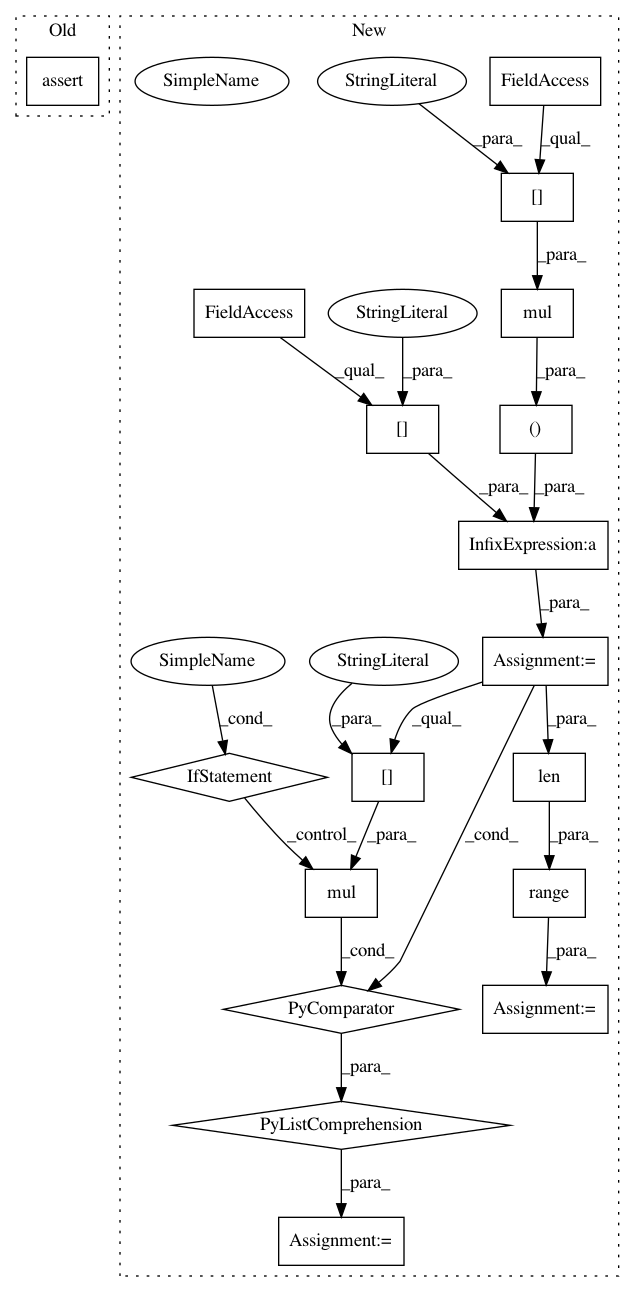 Old
New
assert
SimpleName
StringLiteral
FieldAccess
_para_
_qual_
[]
_para_
FieldAccess
StringLiteral
mul
_qual_
_para_
_para_
[]
()
_para_
_para_
InfixExpression:a
_para_
SimpleName
StringLiteral
Assignment:=
_cond_
_para_
_qual_
_para_
IfStatement
[]
len
_control_
_para_
_cond_
_para_
mul
range
_cond_
_para_
PyComparator
Assignment:=
_para_
PyListComprehension
_para_
Assignment:=